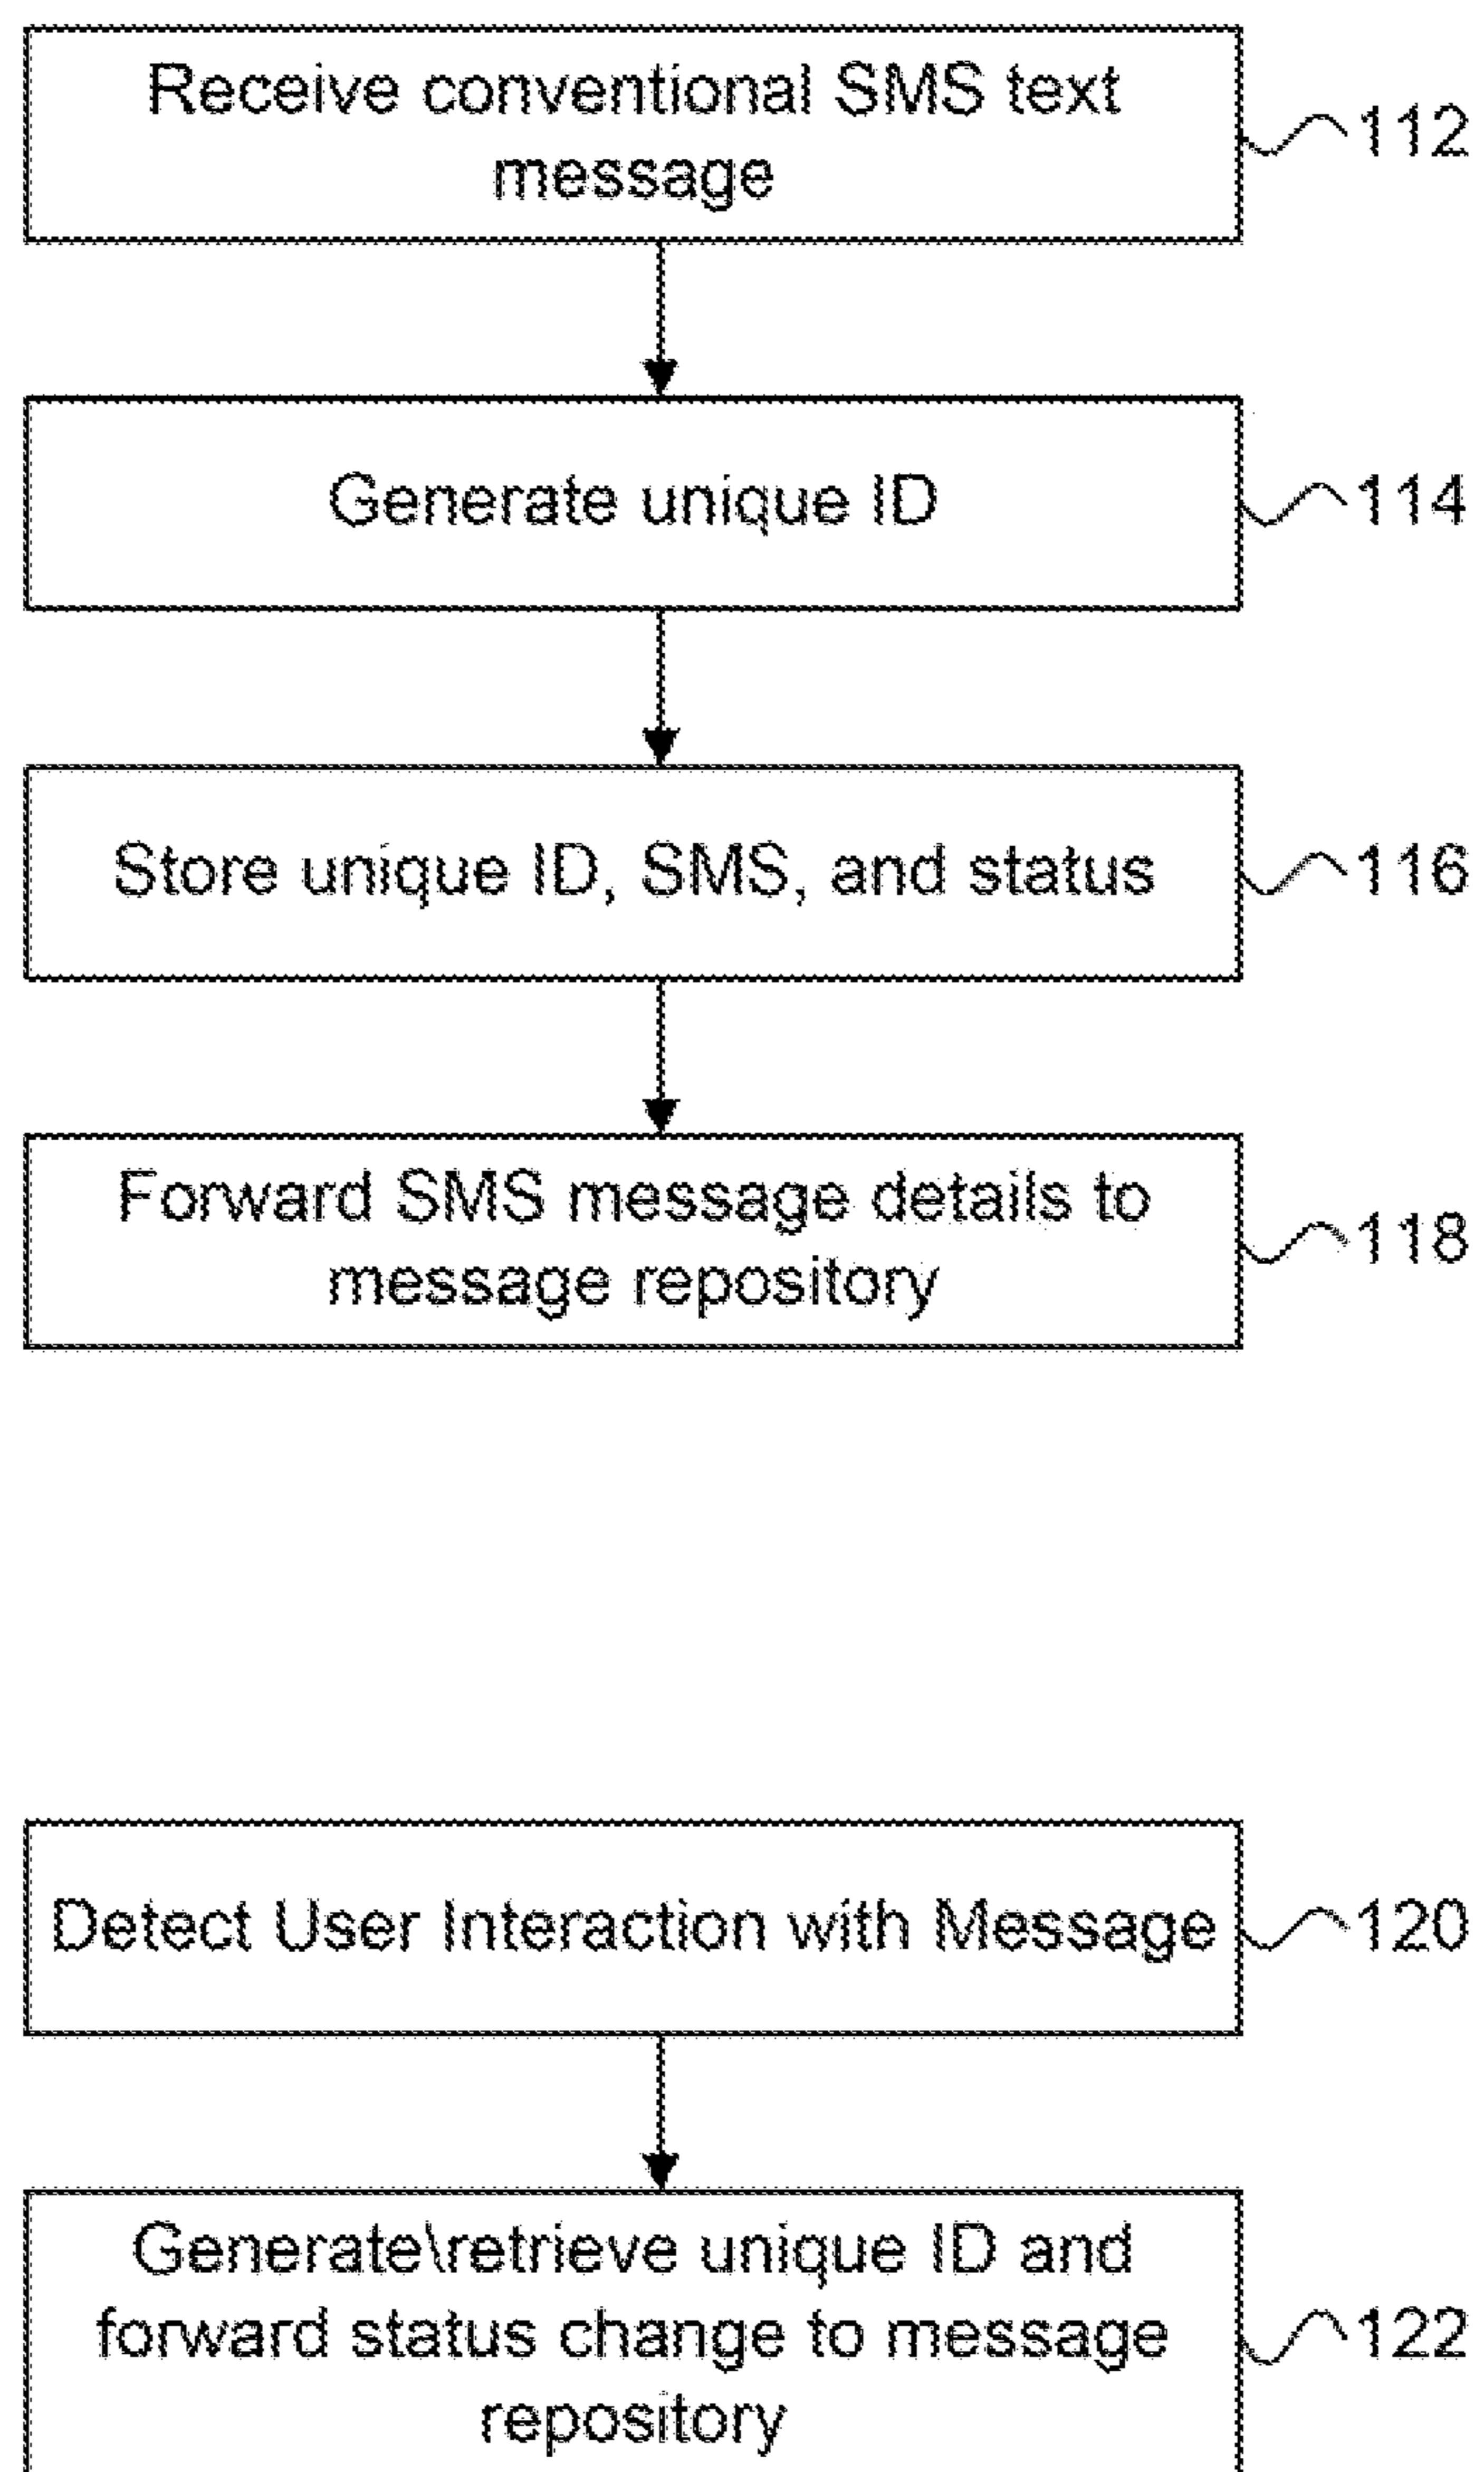 Receive conventional SMS text
message
112
Generate unique ID
114
Store unique ID, SMS, and status
116
Forward SMS message details to
message repository
118
Detect User Interaction with Message
120
Generate\retrieve unique ID and
forward status change to message
repository
122